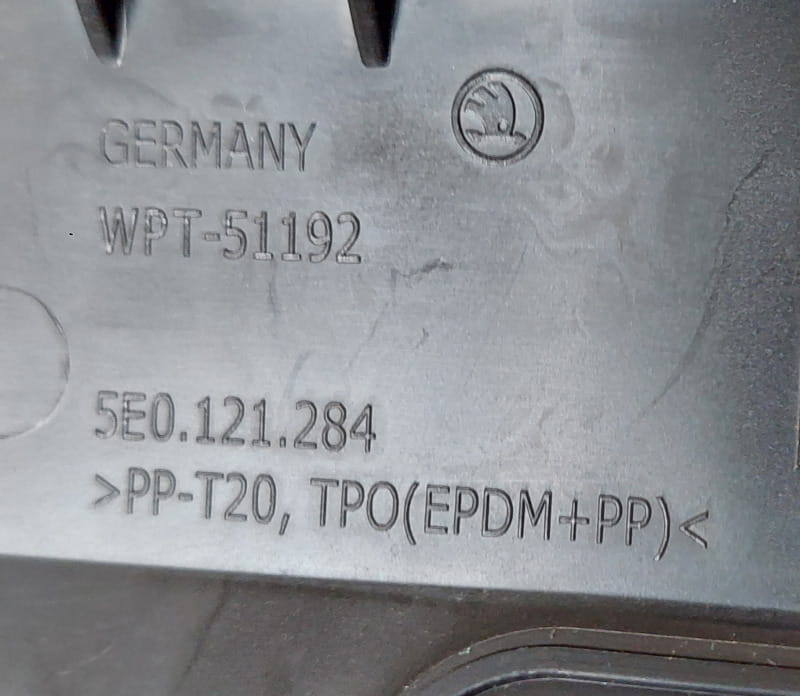 GERMANY
WPT-51192
5E0.121.284
>PP-T20, TPO(EPDM+PP)<